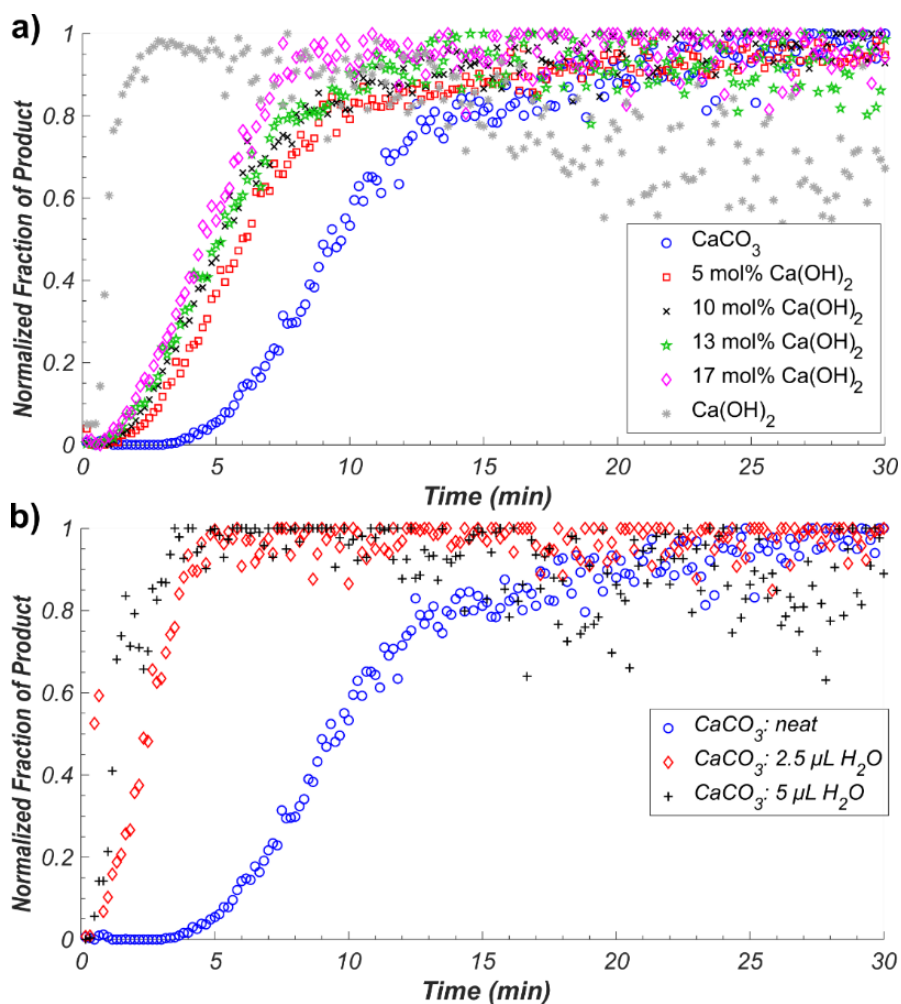 a)
1
0.8
0.6
0.4
0.2
0
Normalized Fraction of Product
CaCO3
5 mol% Ca(OH)2
10 mol% Ca(OH)2
13 mol% Ca(OH)2
17 mol% Ca(OH)2
Ca(OH)2
0 5 10 15 20 25 30
Time (min)
b)
1
0.8
0.6
0.4
0.2
0
Normalized Fraction of Product
CaCO3: neat
CaCO3: 2.5 µL H2O
CaCO3: 5 µL H2O
0 5 10 15 20 25 30
Time (min)